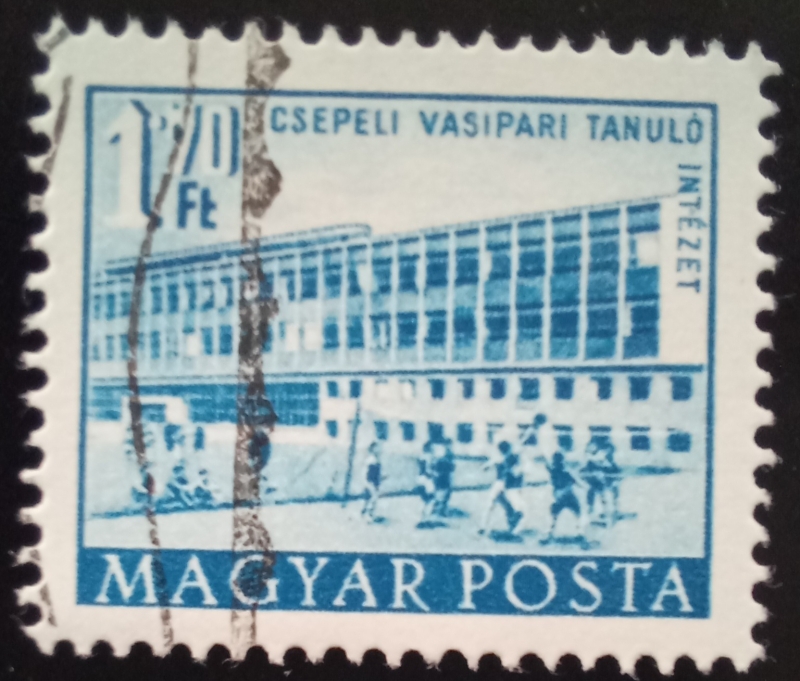 1.70
Ft
CSEPELI VASIPARI TANULÓ
INTÉZET
MAGYAR POSTA